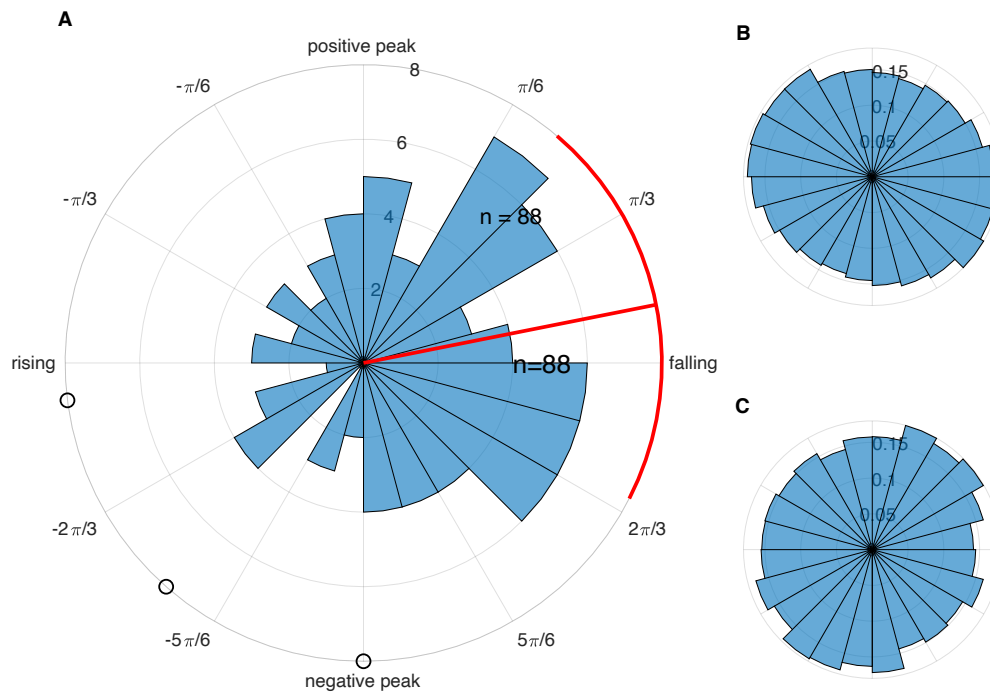 A
positive peak
8
-π/6
π/6
6
-π/3
π/3
4
n = 88
2
rising
n=88
falling
-2π/3
2π/3
-5π/6
5π/6
negative peak
B
0.15
0.1
0.05
C
0.15
0.1
0.05